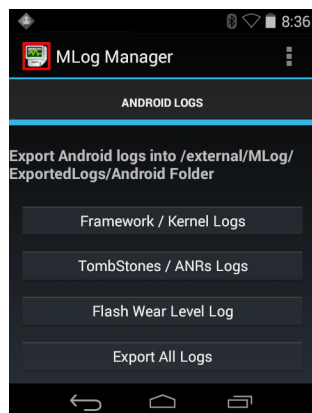 8:36
MLog Manager
ANDROID LOGS
Export Android logs into /external/MLog/
ExportedLogs/Android Folder
Framework / Kernel Logs
TombStones / ANRs Logs
Flash Wear Level Log
Export All Logs